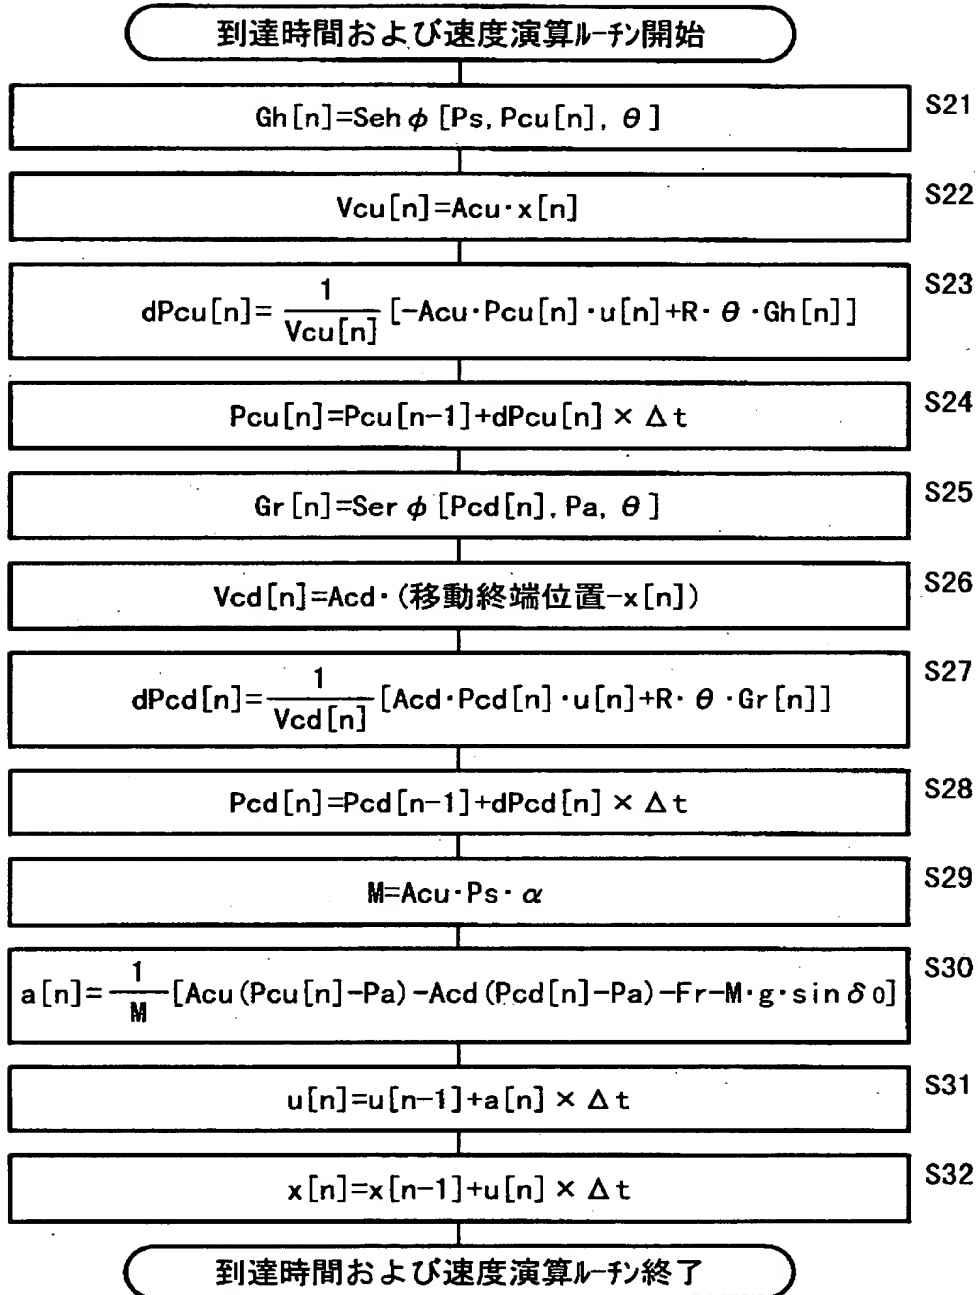 到達時間および速度演算ﾙｰﾁﾝ開始
S21
Gh[n]=Seh φ [Ps, Pcu[n], θ ]
S22
Vcu[n]=Acu・x[n]
S23
dPcu[n]= 1/Vcu[n] [-Acu・Pcu[n]・u[n]+R・θ・Gh[n]]
S24
Pcu[n]=Pcu[n-1]+dPcu[n] × Δt
S25
Gr[n]=Ser φ [Pcd[n], Pa, θ ]
S26
Vcd[n]=Acd・(移動終端位置-x[n])
S27
dPcd[n]= 1/Vcd[n] [Acd・Pcd[n]・u[n]+R・θ・Gr[n]]
S28
Pcd[n]=Pcd[n-1]+dPcd[n] × Δt
S29
M=Acu・Ps・α
S30
a[n]= 1/M [Acu(Pcu[n]-Pa)-Acd(Pcd[n]-Pa)-Fr-M・g・sin δ0]
S31
u[n]=u[n-1]+a[n] × Δt
S32
x[n]=x[n-1]+u[n] × Δt
到達時間および速度演算ﾙｰﾁﾝ終了